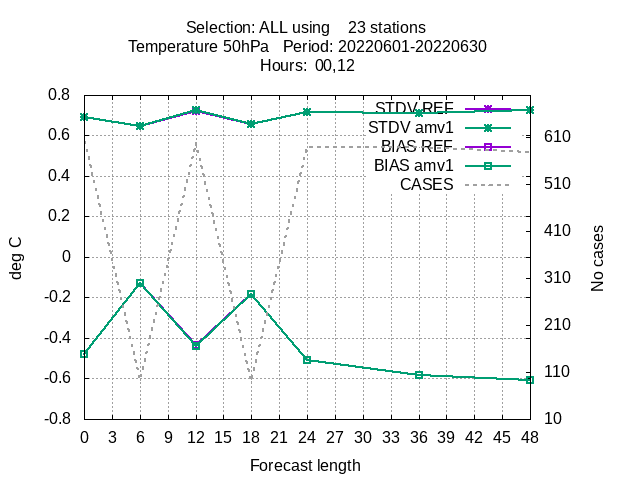 Selection: ALL using 23 stations
Temperature 50hPa Period: 20220601-20220630
Hours: 00,12
STDV REF
STDV amv1
BIAS REF
BIAS amv1
CASES
0.8
0.6
0.4
0.2
0
-0.2
-0.4
-0.6
-0.8
deg C
610
510
410
310
210
110
10
No cases
0 3 6 9 12 15 18 21 24 27 30 33 36 39 42 45 48
Forecast length